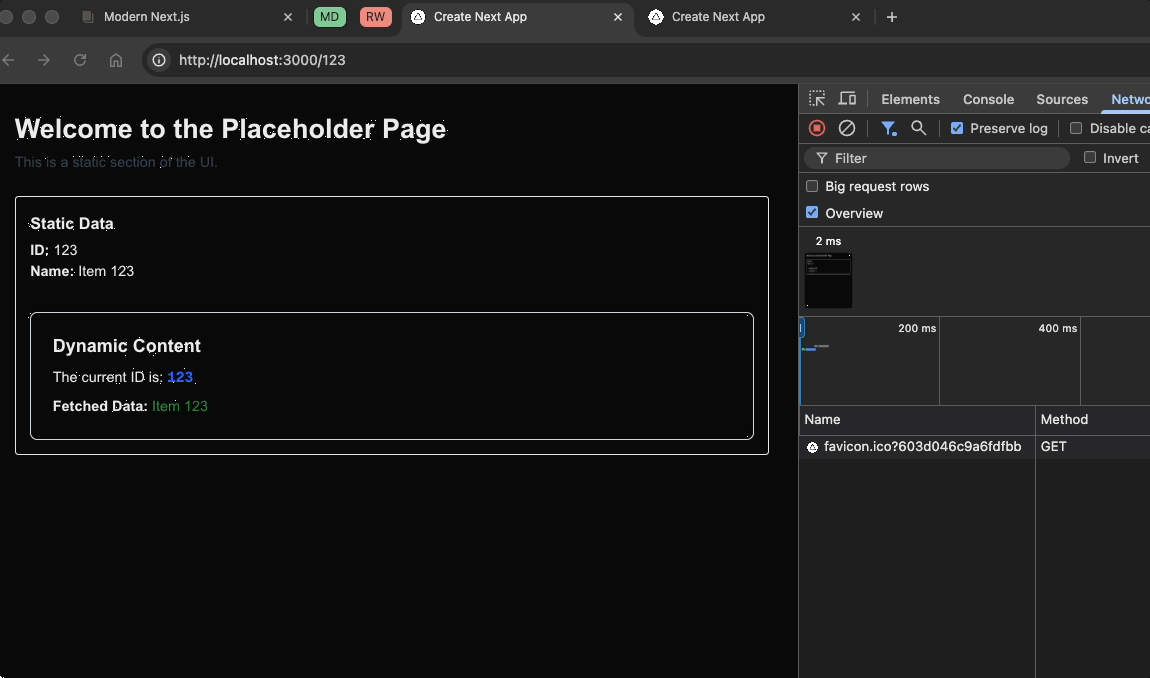 Modern Next.js
MD
RW
Create Next App
Create Next App
http://localhost:3000/123
Welcome to the Placeholder Page
This is a static section of the UI.
Static Data
ID: 123
Name: Item 123
Dynamic Content
The current ID is: 123.
Fetched Data: Item 123
Elements Console Sources
Preserve log
Filter
Invert
Big request rows
Overview
2 ms
200 ms
400 ms
Name
Method
favicon.ico?603d046c9a6fdfbb
GET